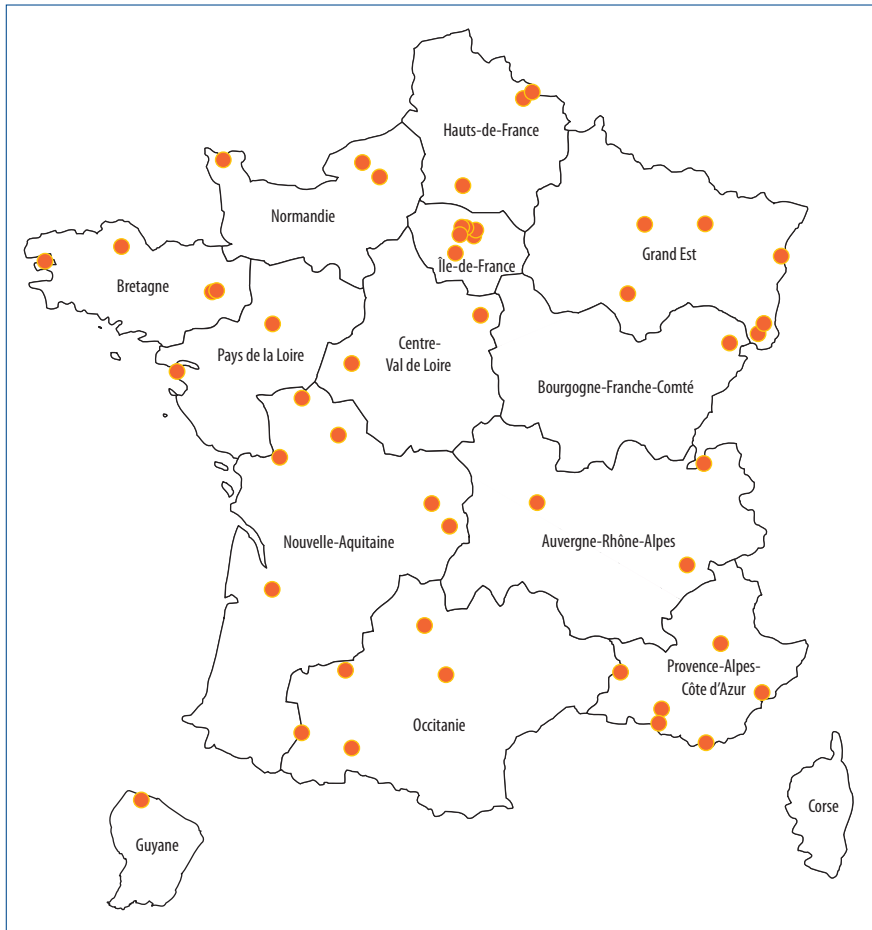 Hauts-de-France
Normandie
Île-de-France
Grand Est
Bretagne
Pays de la Loire
Centre-
Val de Loire
Bourgogne-Franche-Comté
Nouvelle-Aquitaine
Auvergne-Rhône-Alpes
Provence-Alpes-
Côte d'Azur
Occitanie
Corse
Guyane